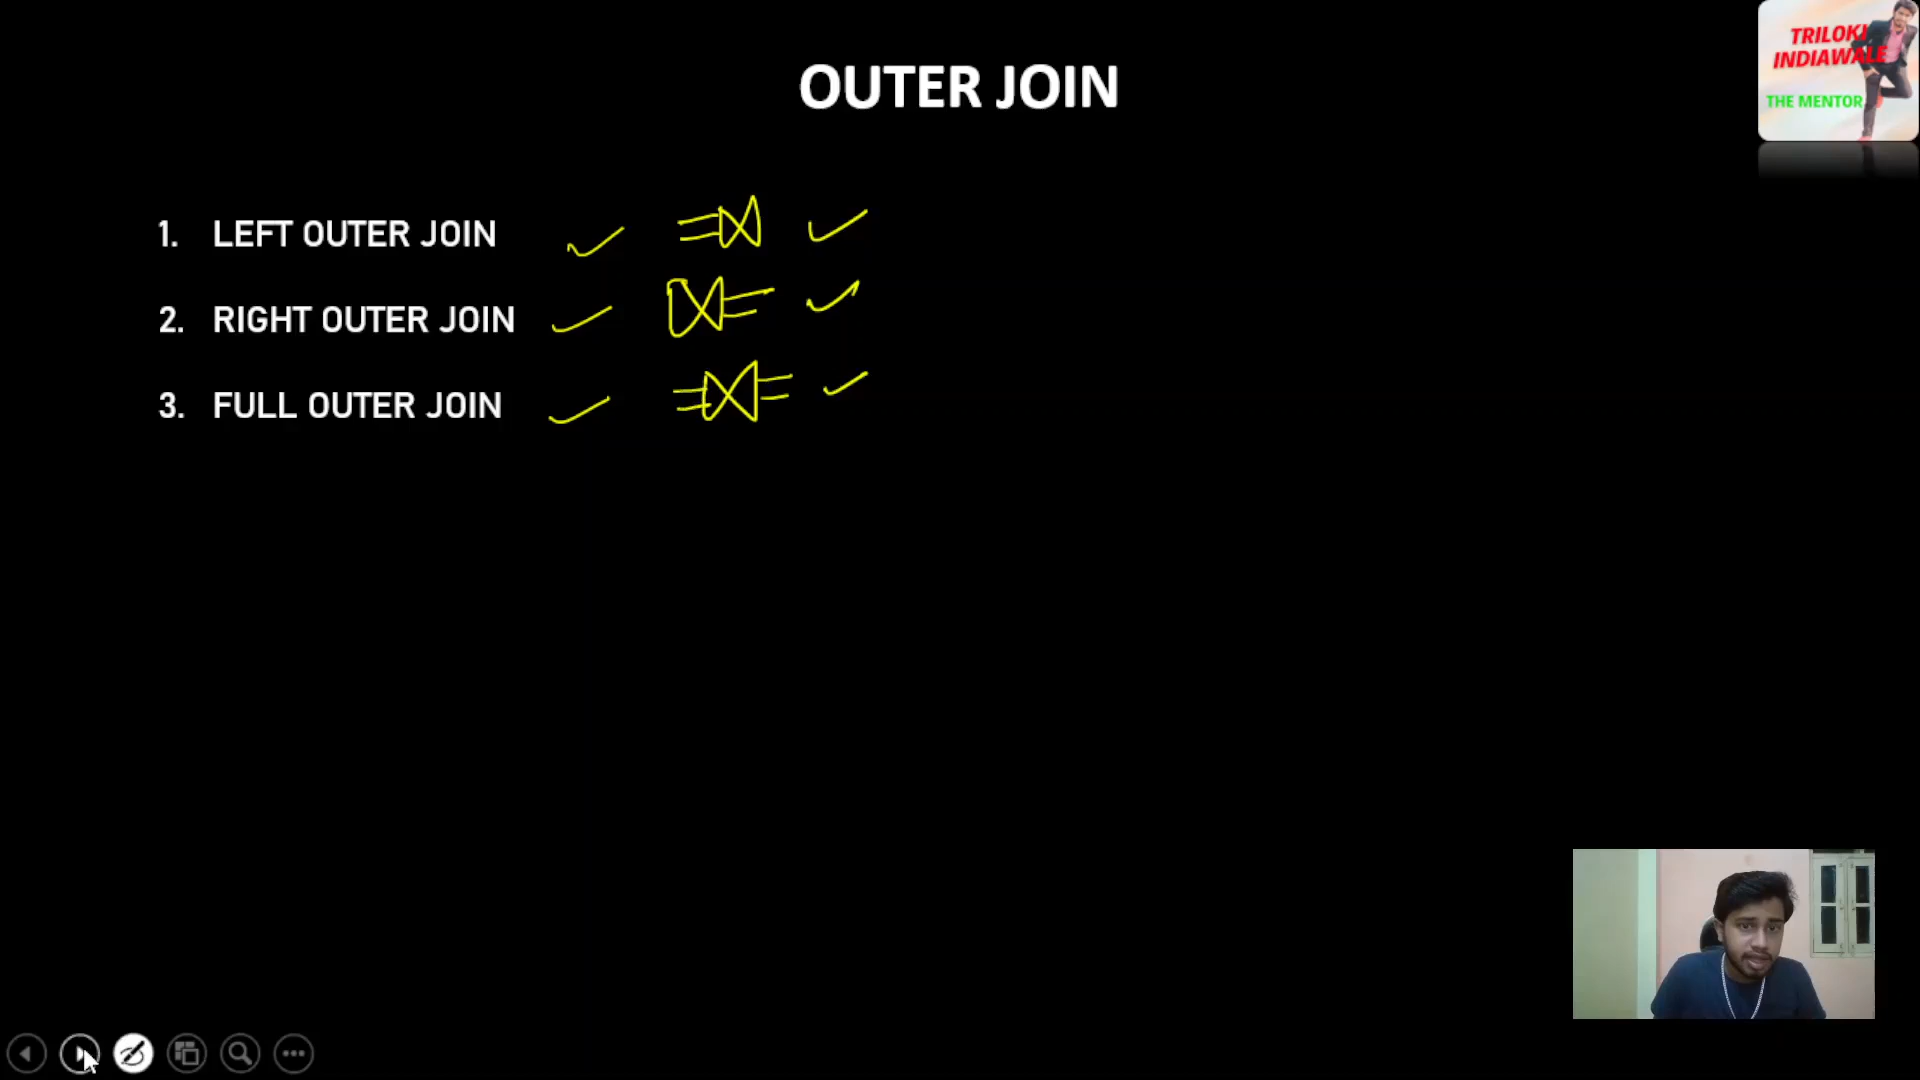 OUTER JOIN
TRILOKI
INDIAWALE
THE MENTOR
1. LEFT OUTER JOIN ⟕
2. RIGHT OUTER JOIN ⟖
3. FULL OUTER JOIN ⟗